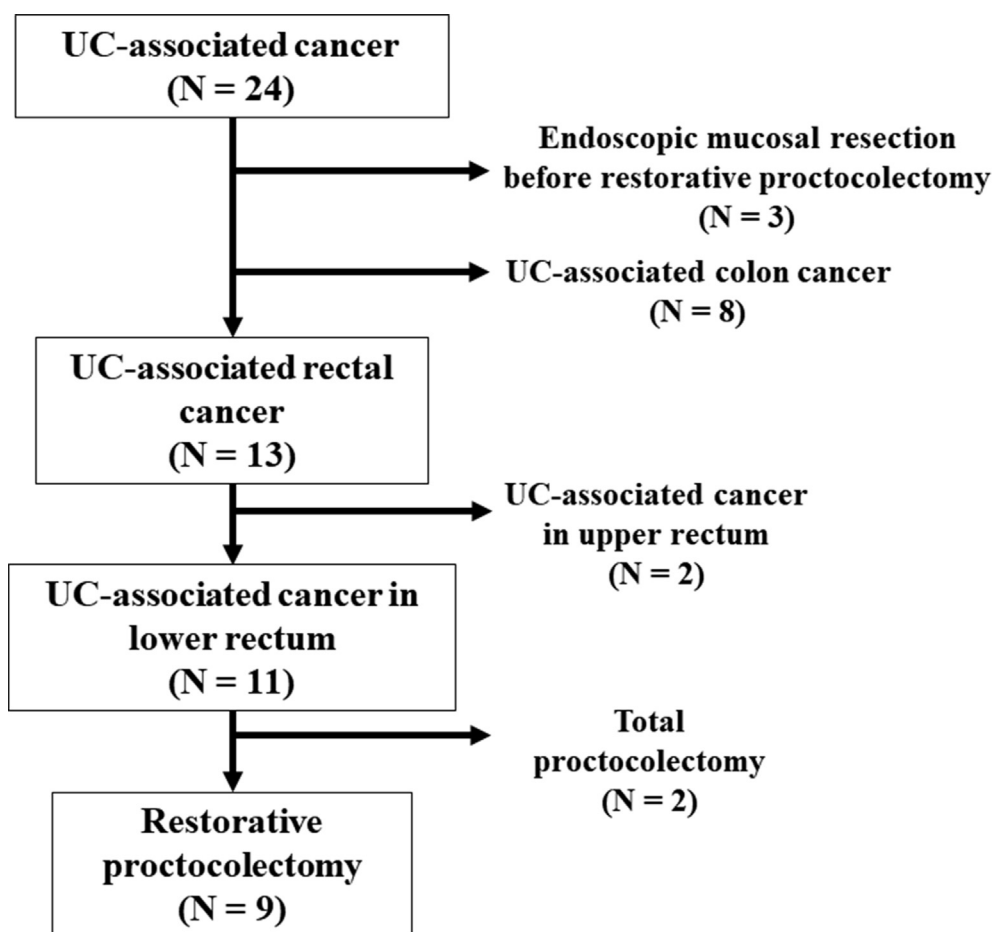 UC-associated cancer
(N = 24)
Endoscopic mucosal resection
before restorative proctocolectomy
(N = 3)
UC-associated colon cancer
(N = 8)
UC-associated rectal
cancer
(N = 13)
UC-associated cancer
in upper rectum
(N = 2)
UC-associated cancer in
lower rectum
(N = 11)
Total
proctocolectomy
(N = 2)
Restorative
proctocolectomy
(N = 9)